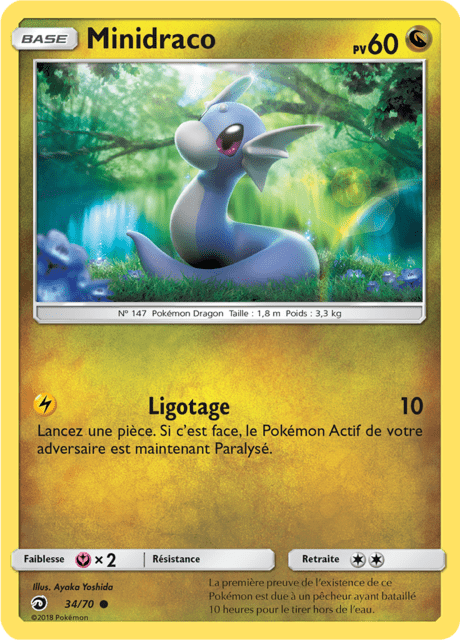 BASE Minidraco PV60
N° 147 Pokémon Dragon Taille : 1,8 m Poids : 3,3 kg
Ligotage 10
Lancez une pièce. Si c'est face, le Pokémon Actif de votre
adversaire est maintenant Paralysé.
Faiblesse × 2 Résistance Retraite
Illus. Ayaka Yoshida
34/70
©2018 Pokémon
La première preuve de l'existence de ce
Pokémon est due à un pêcheur ayant bataillé
10 heures pour le tirer hors de l'eau.